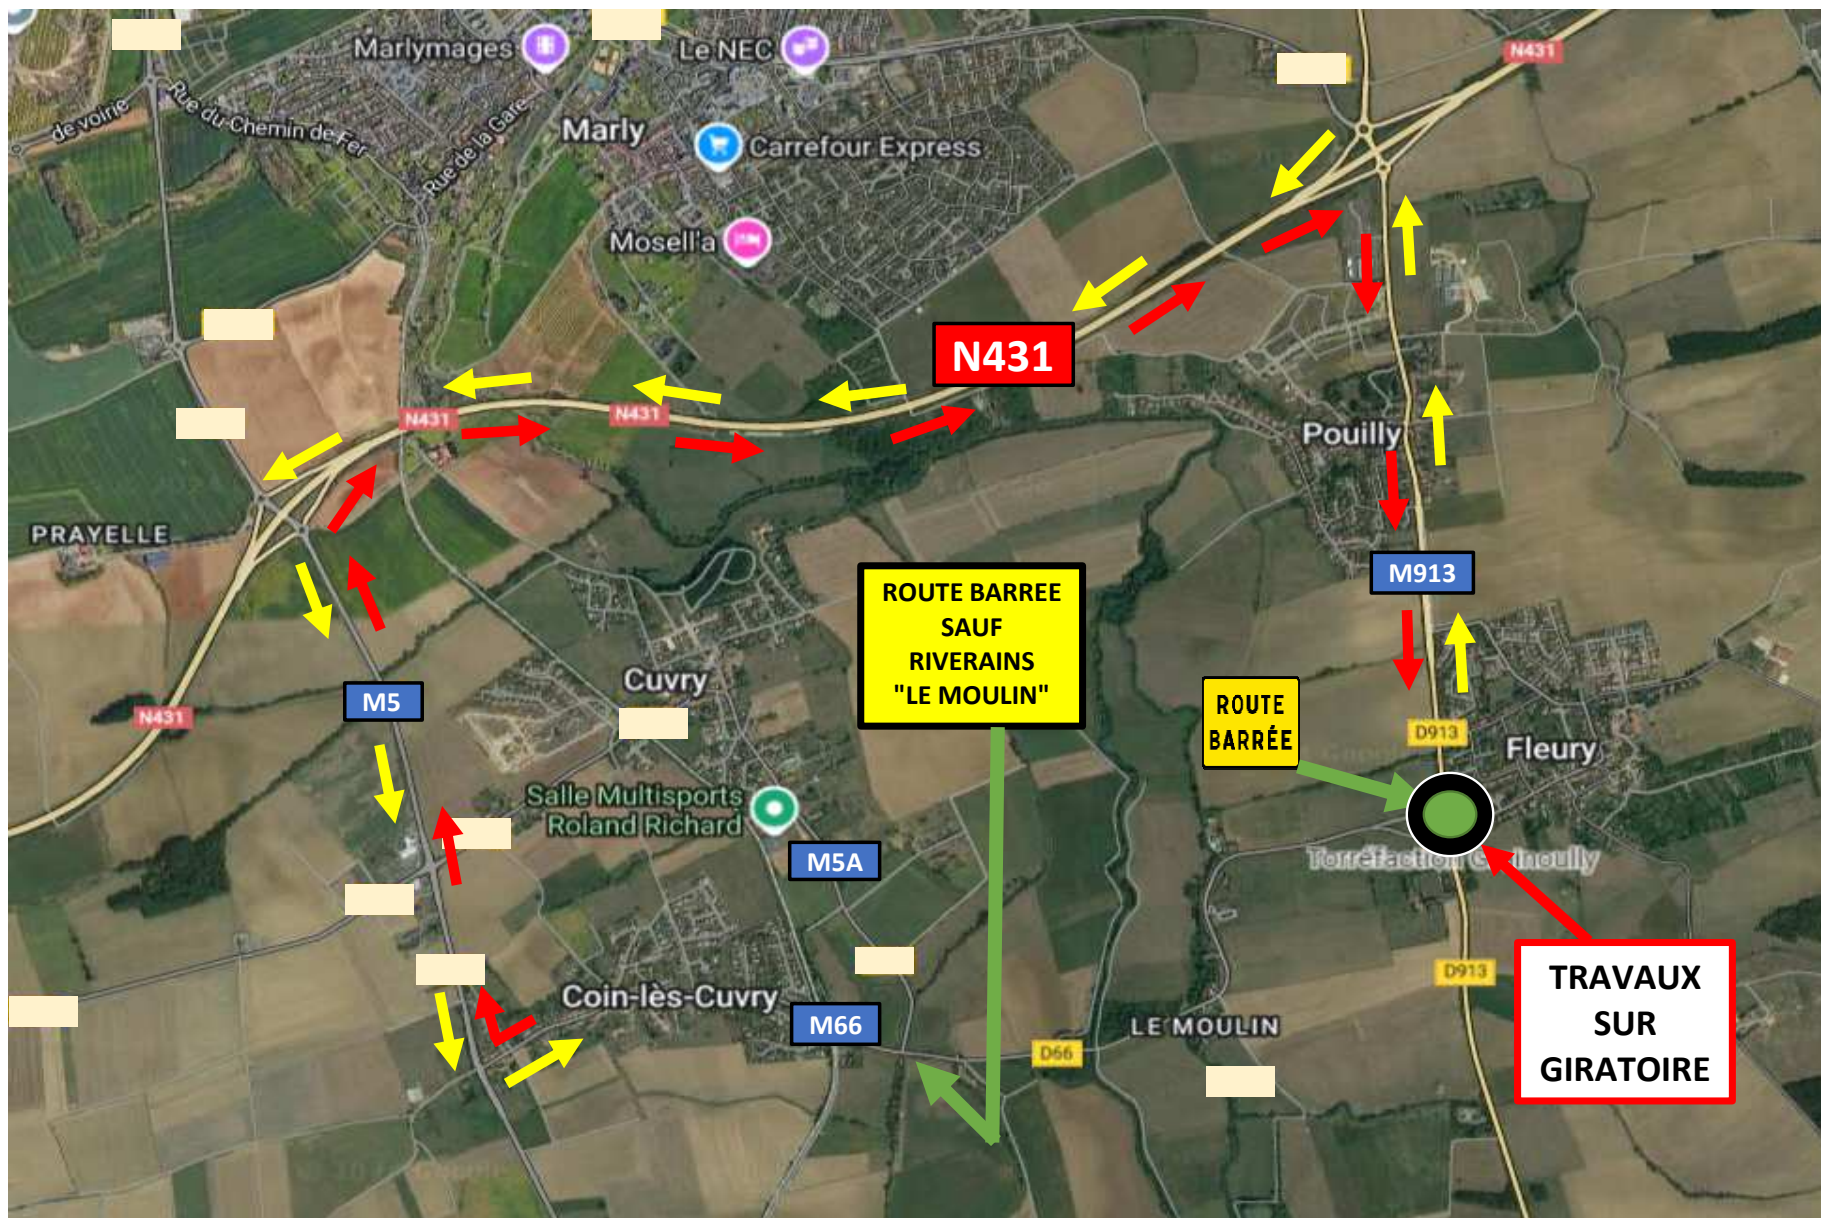 N431
Marlymages
Le NEC
de voirie
Rue du Chemin de Fer
Rue de la Gare
Marly
Carrefour Express
Mosell'a
N431
N431
N431
Pouilly
PRAYELLE
M913
ROUTE BARREE
SAUF
RIVERAINS
"LE MOULIN"
Cuvry
M5
N431
ROUTE
BARRÉE
D913
Fleury
Salle Multisports
Roland Richard
M5A
Torréfaction
D913
TRAVAUX
SUR
GIRATOIRE
Coin-lès-Cuvry
M66
LE MOULIN
D66